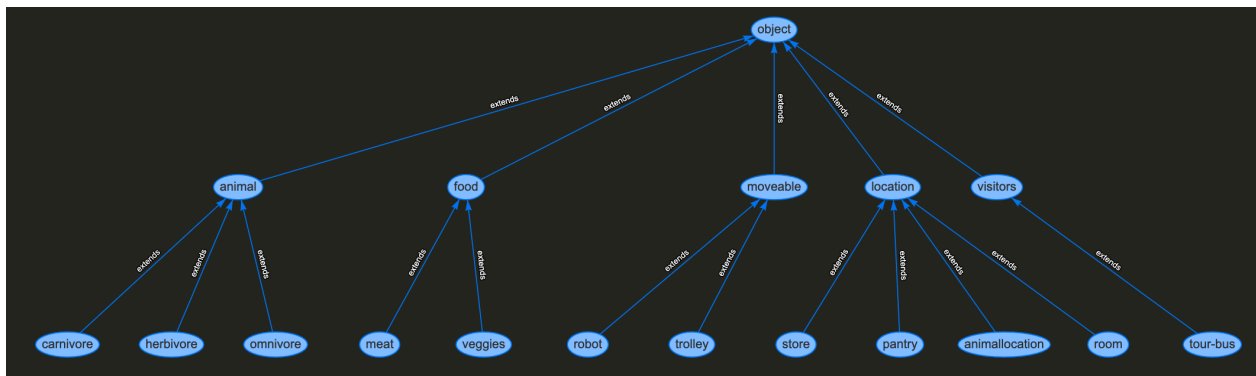 object
extends
extends
extends
extends
extends
animal
food
moveable
location
visitors
extends
extends
extends
extends
extends
extends
extends
extends
extends
extends
extends
extends
carnivore
herbivore
omnivore
meat
veggies
robot
trolley
store
pantry
animallocation
room
tour-bus